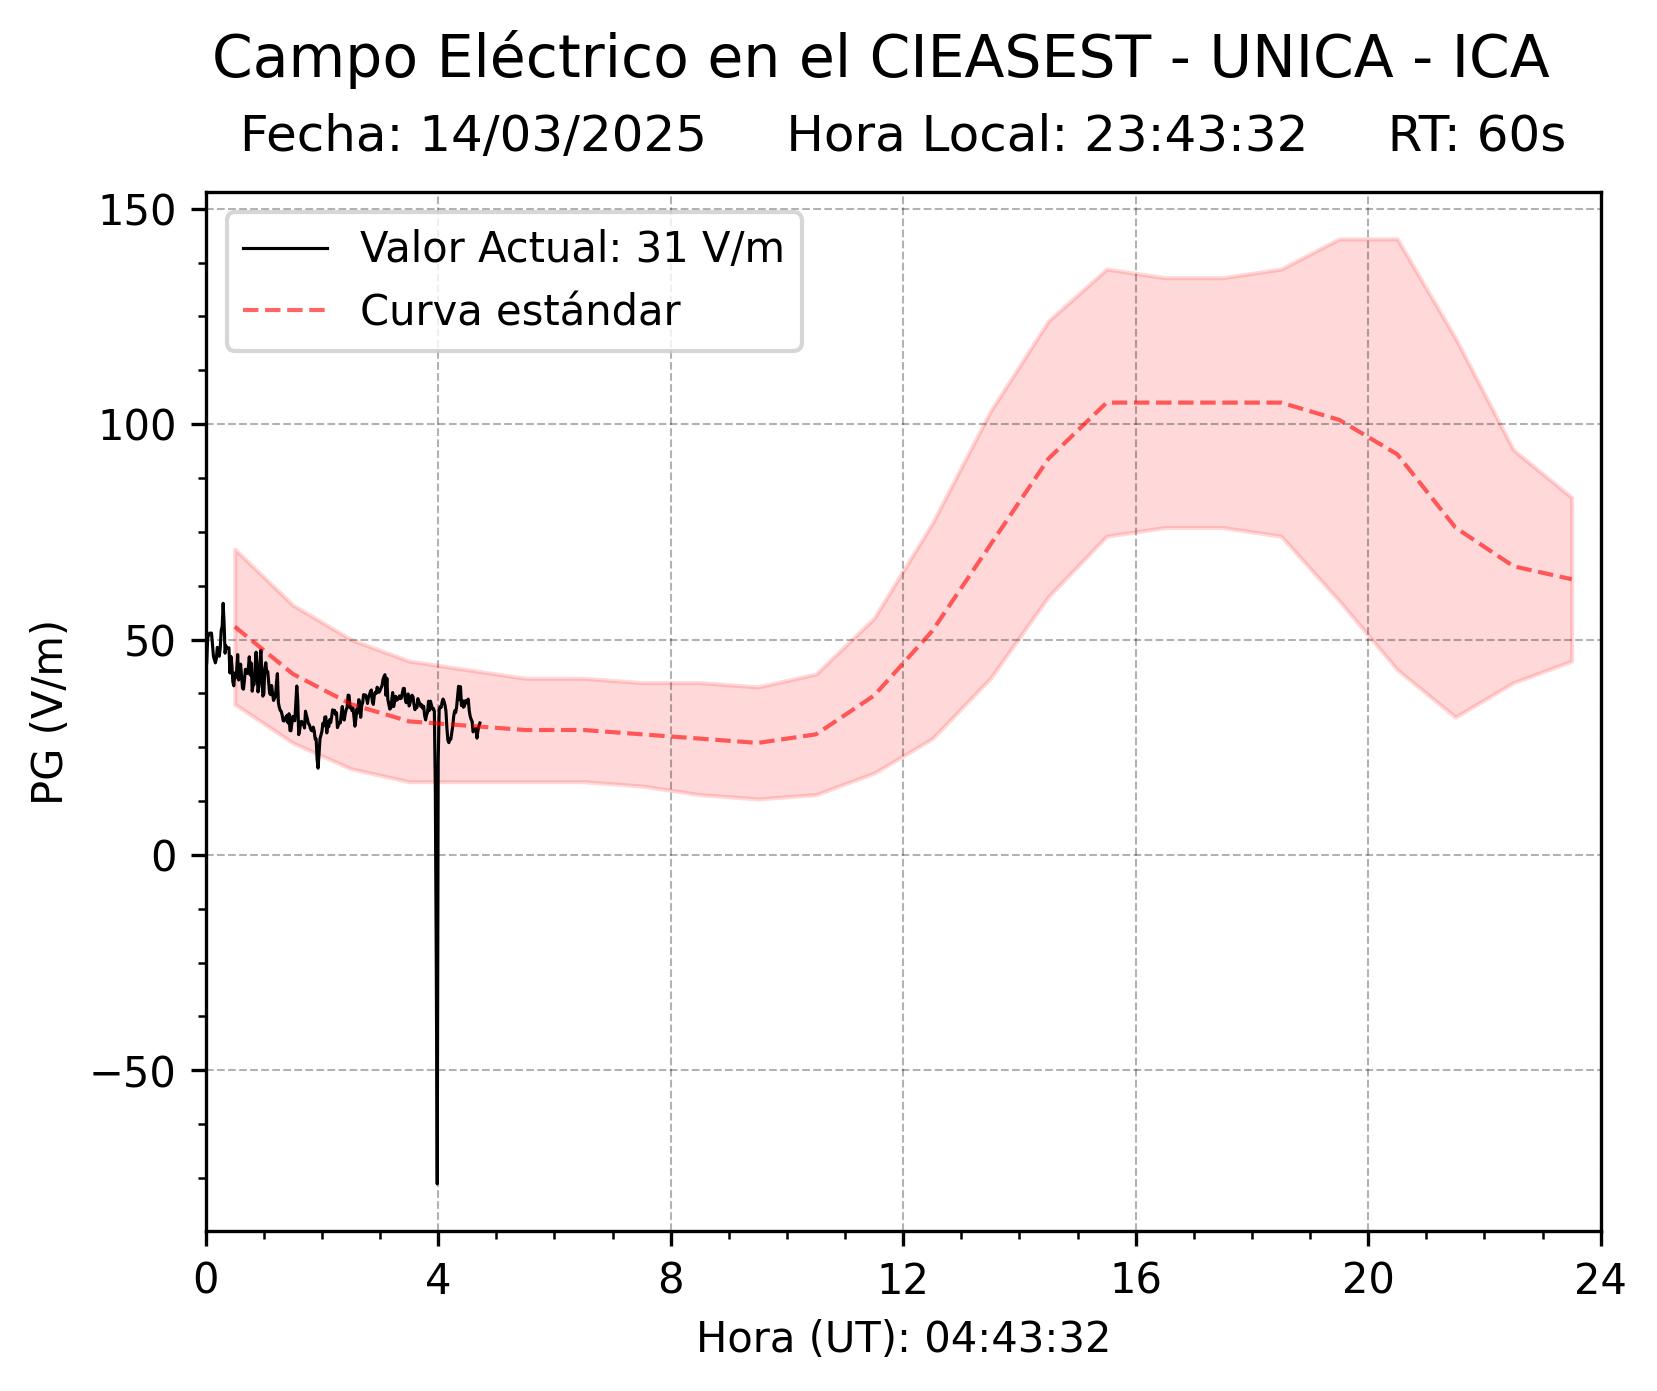 Campo Eléctrico en el CIEASEST - UNICA - ICA
Fecha: 14/03/2025 Hora Local: 23:43:32 RT: 60s
Valor Actual: 31 V/m
Curva estándar
150
100
50
0
−50
PG (V/m)
0 4 8 12 16 20 24
Hora (UT): 04:43:32